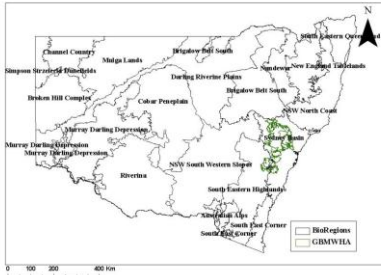 N
South Eastern Queensland
Channel Country
Brigalow Belt South
Mulga Lands
Simpson Strzelecki Dunefields
Nandewar
New England Tablelands
Darling Riverine Plains
Broken Hill Complex
Brigalow Belt South
Cobar Peneplain
NSW North Coast
Murray Darling Depression
Sydney Basin
Murray Darling Depression
Murray Darling Depression
NSW South Western Slopes
Riverina
South Eastern Highlands
Australian Alps
South East Corner
South East Corner
BioRegions
GBMWHA
0 100 200 400 Km